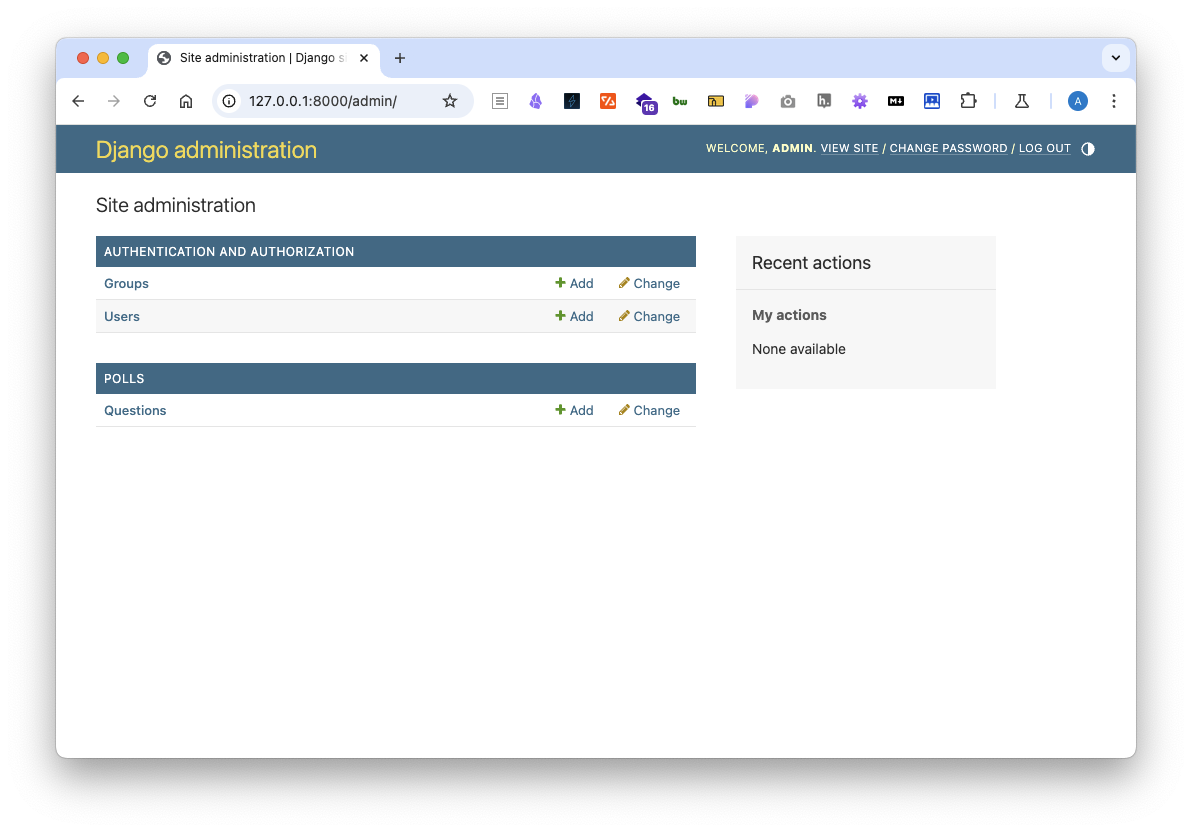 Site administration | Django s
127.0.0.1:8000/admin/
16
bw
h.
M
A
Django administration
WELCOME, ADMIN. VIEW SITE / CHANGE PASSWORD / LOG OUT
Site administration
AUTHENTICATION AND AUTHORIZATION
Groups Add Change
Users Add Change
POLLS
Questions Add Change
Recent actions
My actions
None available